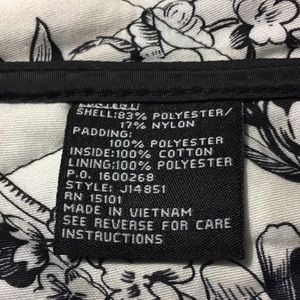 CONTENT:
SHELL:83% POLYESTER/
17% NYLON
PADDING:
100% POLYESTER
INSIDE:100% COTTON
LINING:100% POLYESTER
P.O. 1600268
STYLE: J14851
RN 15101
MADE IN VIETNAM
SEE REVERSE FOR CARE
INSTRUCTIONS